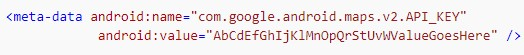 <meta-data android:name="com.google.android.maps.v2.API_KEY"
android:value="AbCdEfGhIjKlMnOpQrStUvWValueGoesHere" />